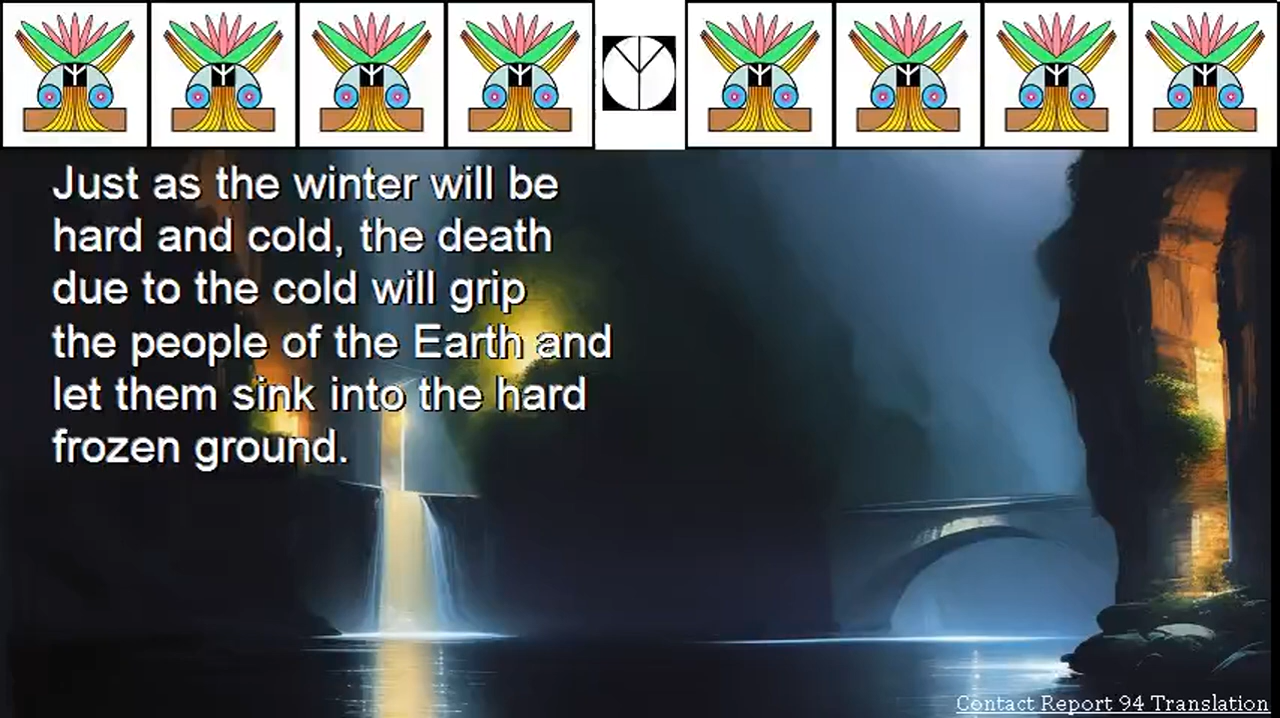 Just as the winter will be
hard and cold, the death
due to the cold will grip
the people of the Earth and
let them sink into the hard
frozen ground.
Contact Report 94 Translation